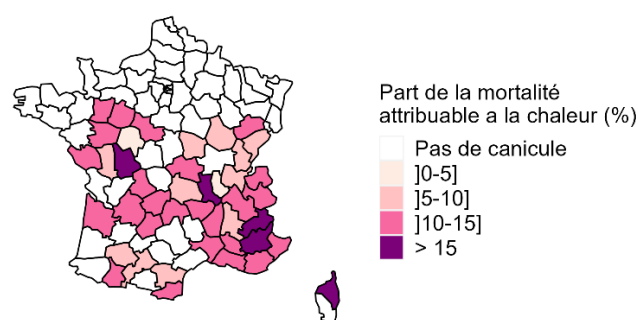 Part de la mortalité
attribuable a la chaleur (%)
Pas de canicule
]0-5]
]5-10]
]10-15]
> 15